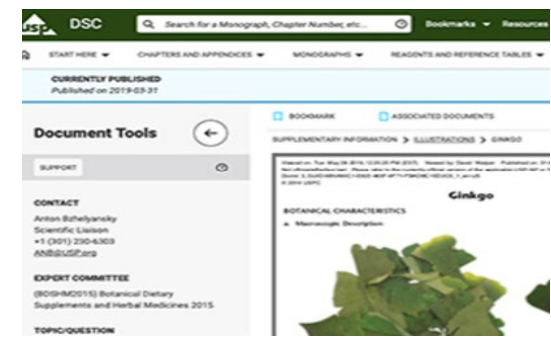 usp DSC
Search for a Monograph, Chapter Number, etc...
Bookmarks
Resources
START HERE
CHAPTERS AND APPENDICES
MONOGRAPHS
REAGENTS AND REFERENCE TABLES
CURRENTLY PUBLISHED
Published on 2019-03-31
BOOKMARK
ASSOCIATED DOCUMENTS
Document Tools
SUPPLEMENTARY INFORMATION > ILLUSTRATIONS > GINKGO
SUPPORT
Ginkgo
BOTANICAL CHARACTERISTICS
a. Macroscopic Description
CONTACT
Anton Bzhelyansky
Scientific Liaison
+1 (301) 230-6303
ANB@USP.org
EXPERT COMMITTEE
(BDSHM2015) Botanical Dietary
Supplements and Herbal Medicines 2015
TOPIC/QUESTION